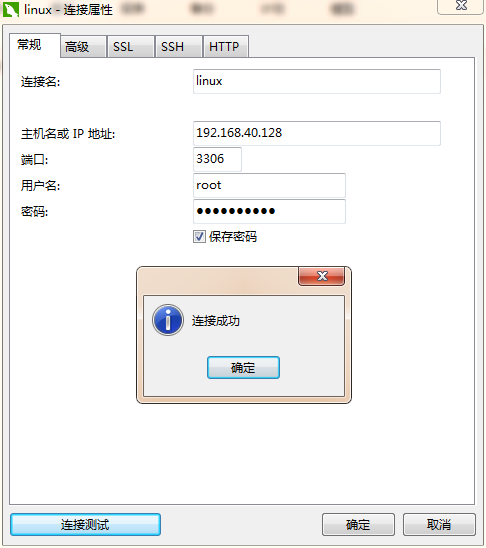 linux - 连接属性
常规 高级 SSL SSH HTTP
连接名: linux
主机名或 IP 地址: 192.168.40.128
端口: 3306
用户名: root
密码: ●●●●●●●●●●
保存密码
连接成功
确定
连接测试 确定 取消